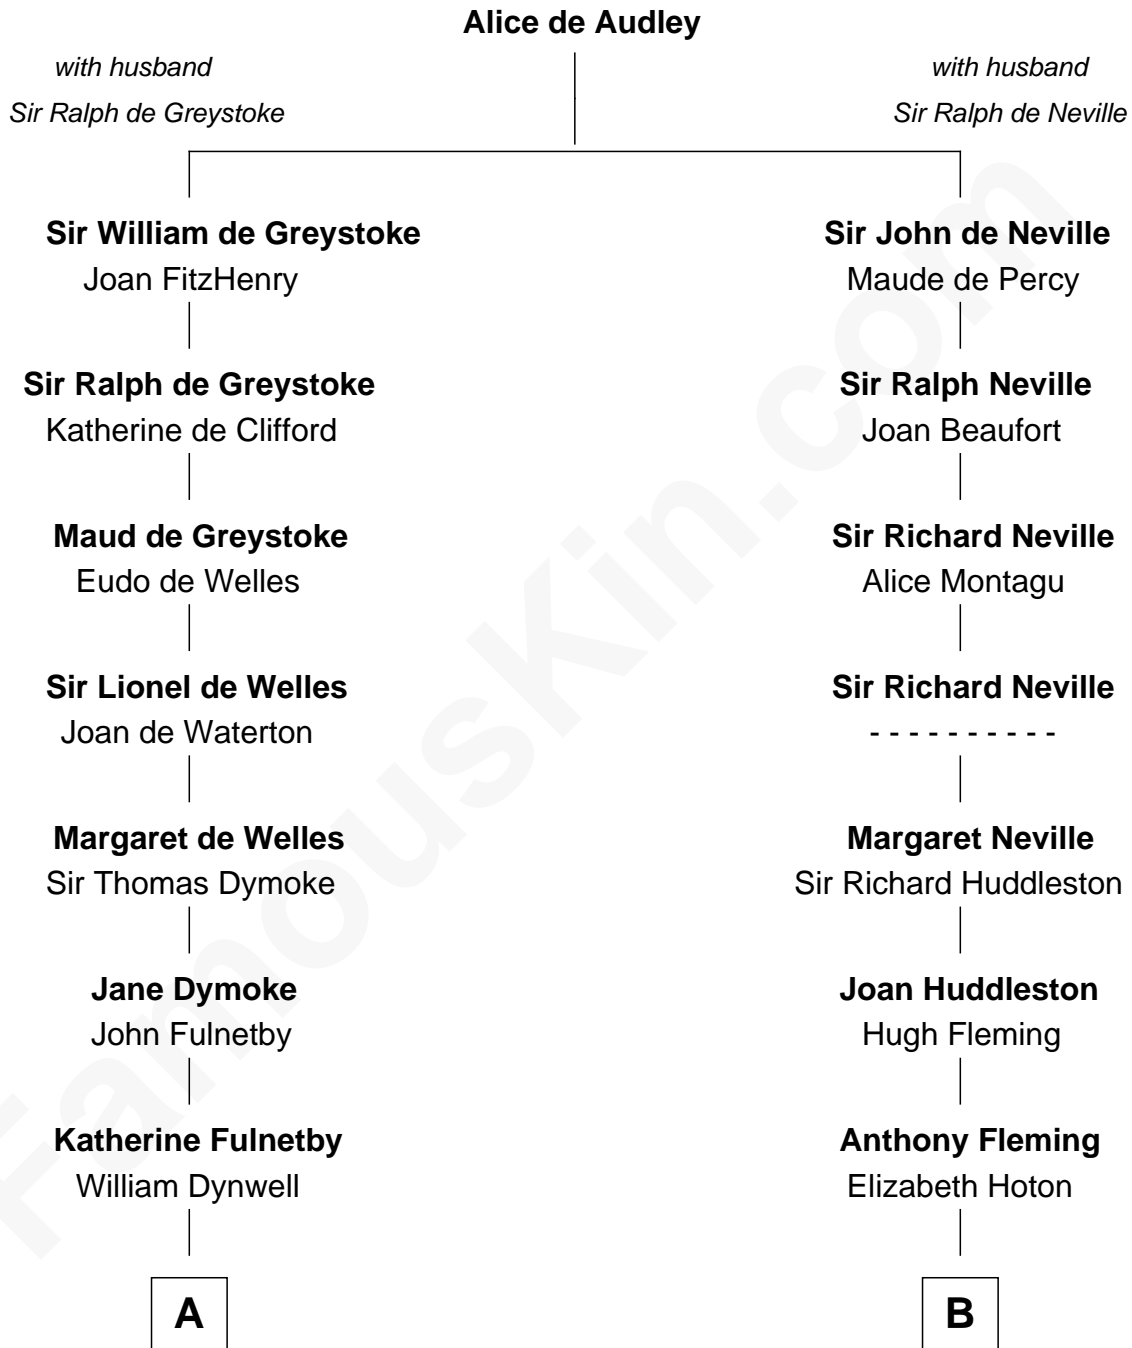 Alice de Audley
with husband
Sir Ralph de Greystoke
with husband
Sir Ralph de Neville
Sir William de Greystoke
Joan FitzHenry
Sir John de Neville
Maude de Percy
Sir Ralph de Greystoke
Katherine de Clifford
Sir Ralph Neville
Joan Beaufort
Maud de Greystoke
Eudo de Welles
Sir Richard Neville
Alice Montagu
Sir Lionel de Welles
Joan de Waterton
Sir Richard Neville
- - - - - - - - - -
Margaret de Welles
Sir Thomas Dymoke
Margaret Neville
Sir Richard Huddleston
Jane Dymoke
John Fulnetby
Joan Huddleston
Hugh Fleming
Katherine Fulnetby
William Dynwell
Anthony Fleming
Elizabeth Hoton
A
B
FamousKin.com